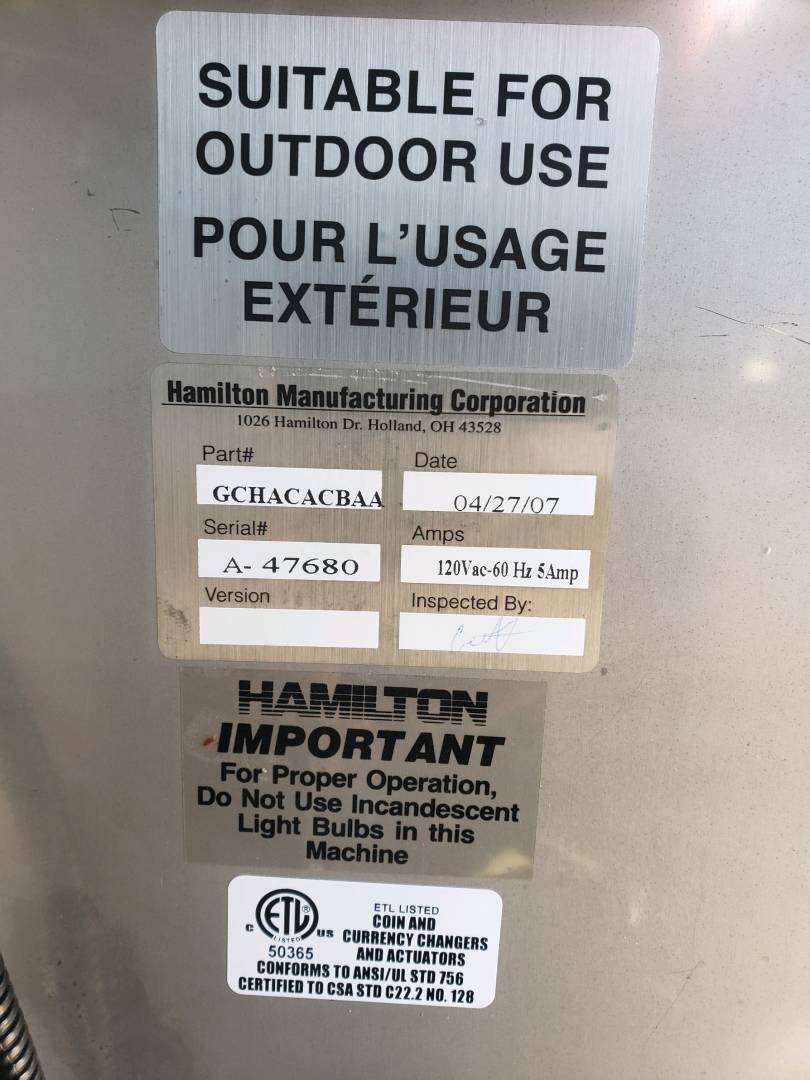 SUITABLE FOR
OUTDOOR USE
POUR L'USAGE
EXTÉRIEUR
Hamilton Manufacturing Corporation
1026 Hamilton Dr. Holland, OH 43528
Part#
GCHACACBAA
Date
04/27/07
Serial#
A- 47680
Amps
120Vac-60 Hz 5Amp
Version
Inspected By:
HAMILTON
IMPORTANT
For Proper Operation,
Do Not Use Incandescent
Light Bulbs in this
Machine
ETL LISTED
C ETL ® US
LISTED
50365
COIN AND
CURRENCY CHANGERS
AND ACTUATORS
CONFORMS TO ANSI/UL STD 756
CERTIFIED TO CSA STD C22.2 NO. 128